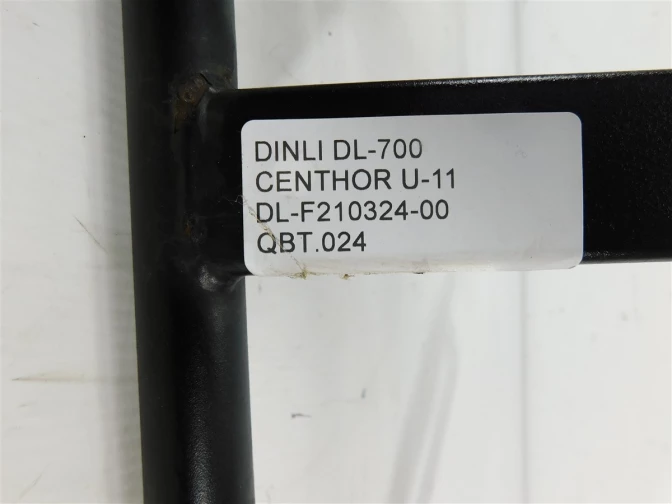 DINLI DL-700
CENTHOR U-11
DL-F210324-00
QBT.024